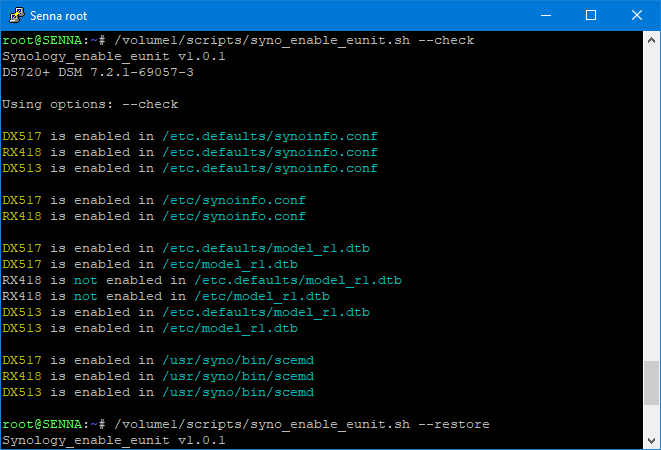 Senna root
root@SENNA:~# /volume1/scripts/syno_enable_eunit.sh --check
Synology_enable_eunit v1.0.1
DS720+ DSM 7.2.1-69057-3
Using options: --check
DX517 is enabled in /etc.defaults/synoinfo.conf
RX418 is enabled in /etc.defaults/synoinfo.conf
DX513 is enabled in /etc.defaults/synoinfo.conf
DX517 is enabled in /etc/synoinfo.conf
RX418 is enabled in /etc/synoinfo.conf
DX517 is enabled in /etc.defaults/model_r1.dtb
DX517 is enabled in /etc/model_r1.dtb
RX418 is not enabled in /etc.defaults/model_r1.dtb
RX418 is not enabled in /etc/model_r1.dtb
DX513 is enabled in /etc.defaults/model_r1.dtb
DX513 is enabled in /etc/model_r1.dtb
DX517 is enabled in /usr/syno/bin/scemd
RX418 is enabled in /usr/syno/bin/scemd
DX513 is enabled in /usr/syno/bin/scemd
root@SENNA:~# /volume1/scripts/syno_enable_eunit.sh --restore
Synology_enable_eunit v1.0.1